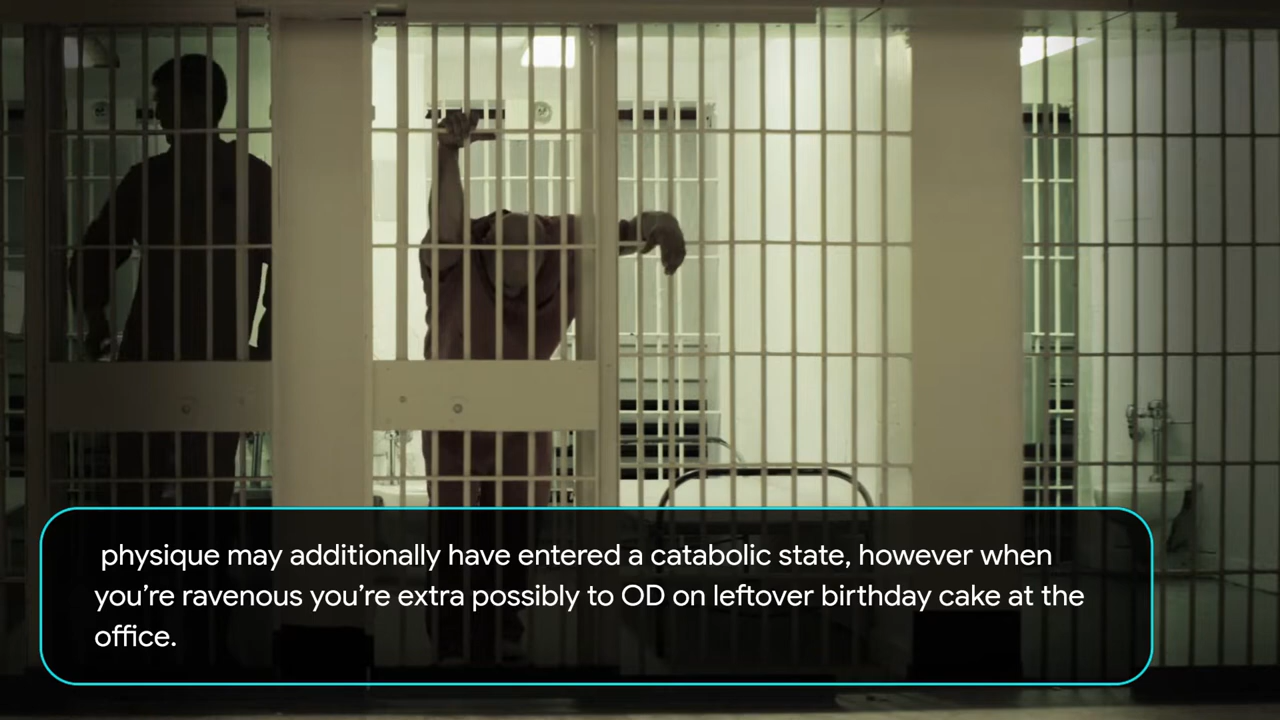 physique may additionally have entered a catabolic state, however when
you’re ravenous you’re extra possibly to OD on leftover birthday cake at the
office.